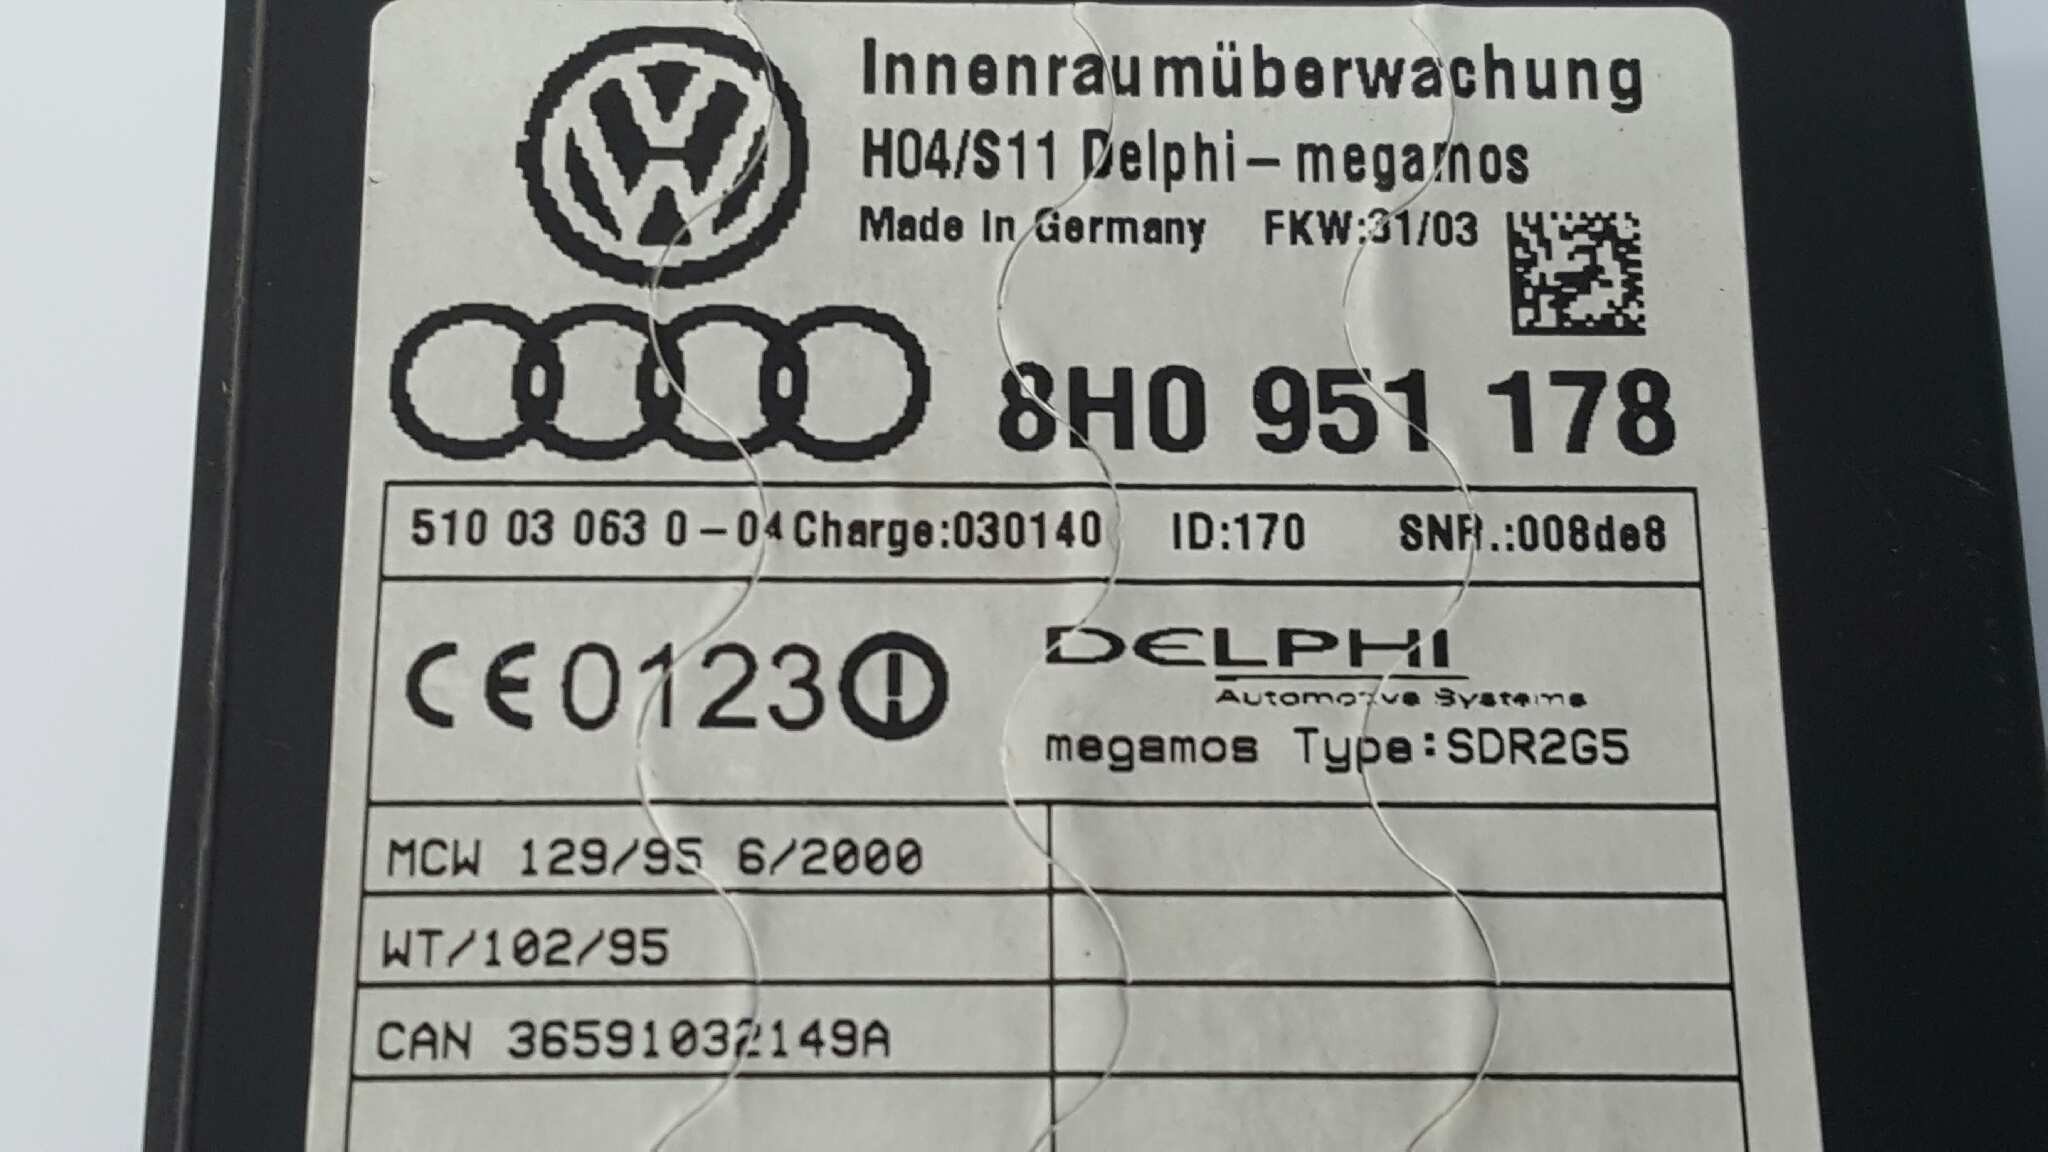 Innenraumüberwachung
H04/S11 Delphi-megamos
Made In Germany FKW:31/03
8H0 951 178
510 03 063 0-04 Charge:030140 ID:170 SNR.:008de8
CE 0123
DELPHI
Automotive Systems
megamos Type:SDR2G5
MCW 129/95 6/2000
WT/102/95
CAN 36591032149A